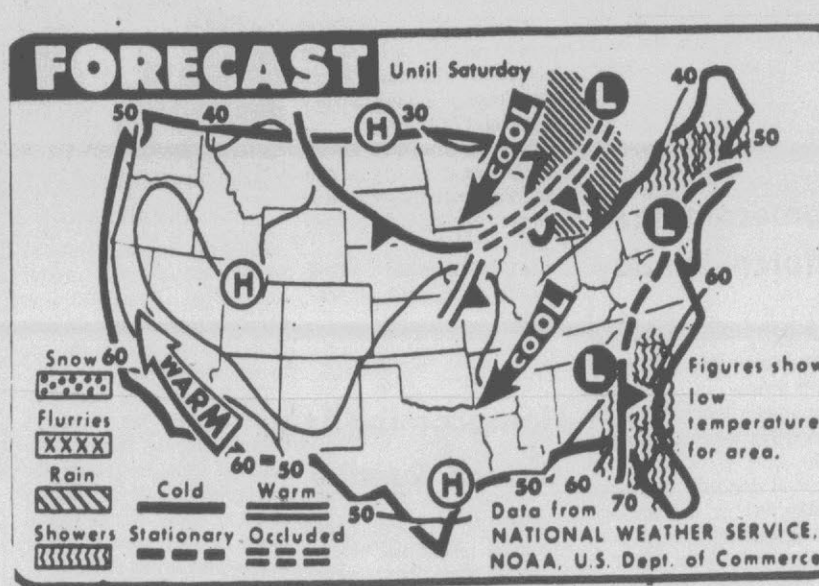 FORECAST
Until Saturday
50
40
H
30
COOL
L
40
50
L
60
H
COOL
L
60
WARM
Snow
Flurries
XXXX
Rain
Showers
Cold
Warm
Stationary
Occluded
60
50
H
50
50
60
70
Figures show
low
temperature
for area.
Data from
NATIONAL WEATHER SERVICE,
NOAA, U.S. Dept. of Commerce